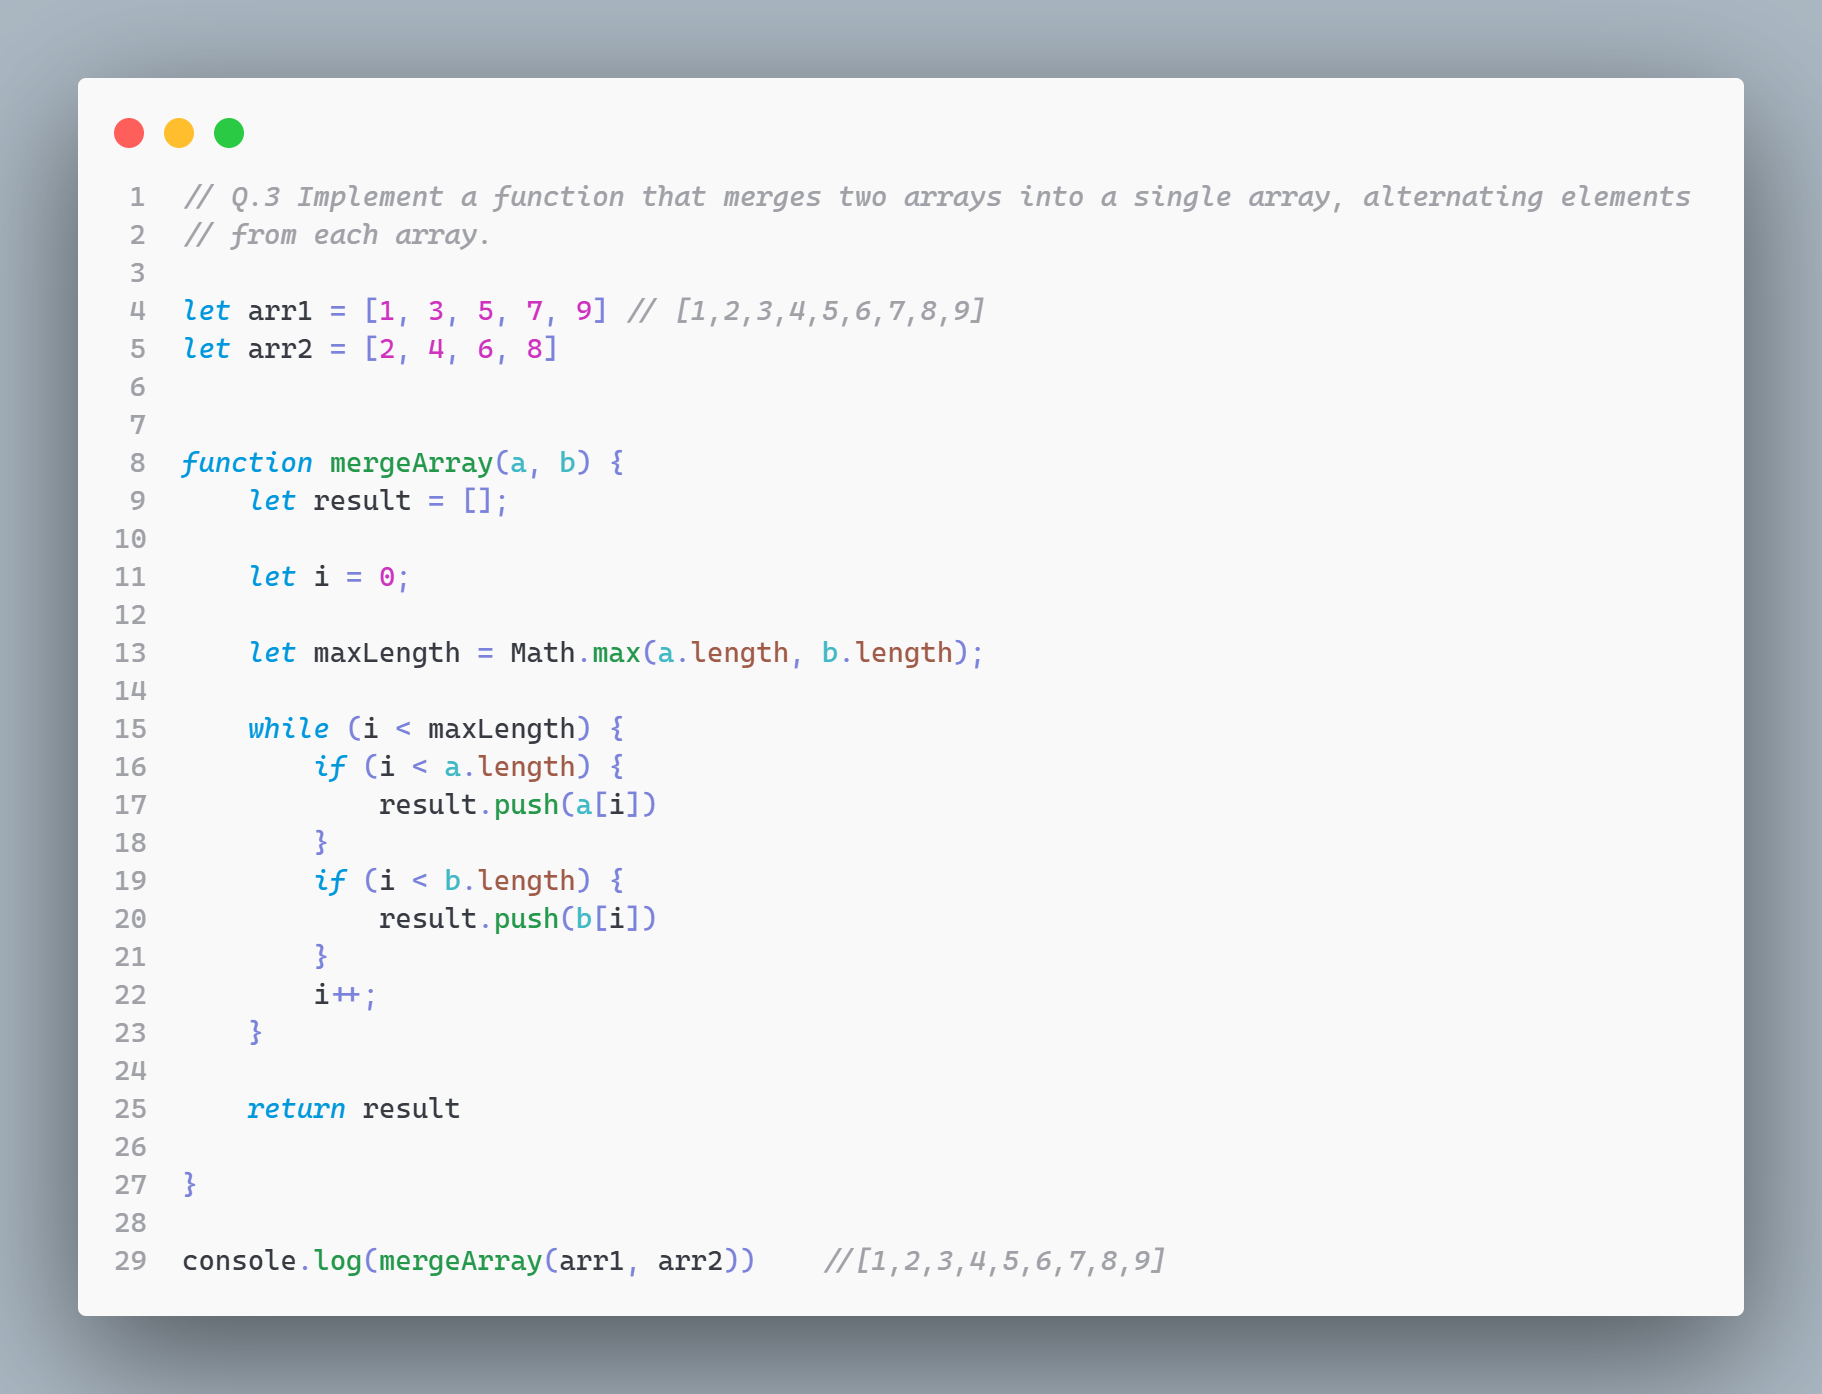 1 // Q.3 Implement a function that merges two arrays into a single array, alternating elements
2 // from each array.
3
4 let arr1 = [1, 3, 5, 7, 9] // [1,2,3,4,5,6,7,8,9]
5 let arr2 = [2, 4, 6, 8]
6
7
8 function mergeArray(a, b) {
9     let result = [];
10
11     let i = 0;
12
13     let maxLength = Math.max(a.length, b.length);
14
15     while (i < maxLength) {
16         if (i < a.length) {
17             result.push(a[i])
18         }
19         if (i < b.length) {
20             result.push(b[i])
21         }
22         i++;
23     }
24
25     return result
26
27 }
28
29 console.log(mergeArray(arr1, arr2))    //[1,2,3,4,5,6,7,8,9]